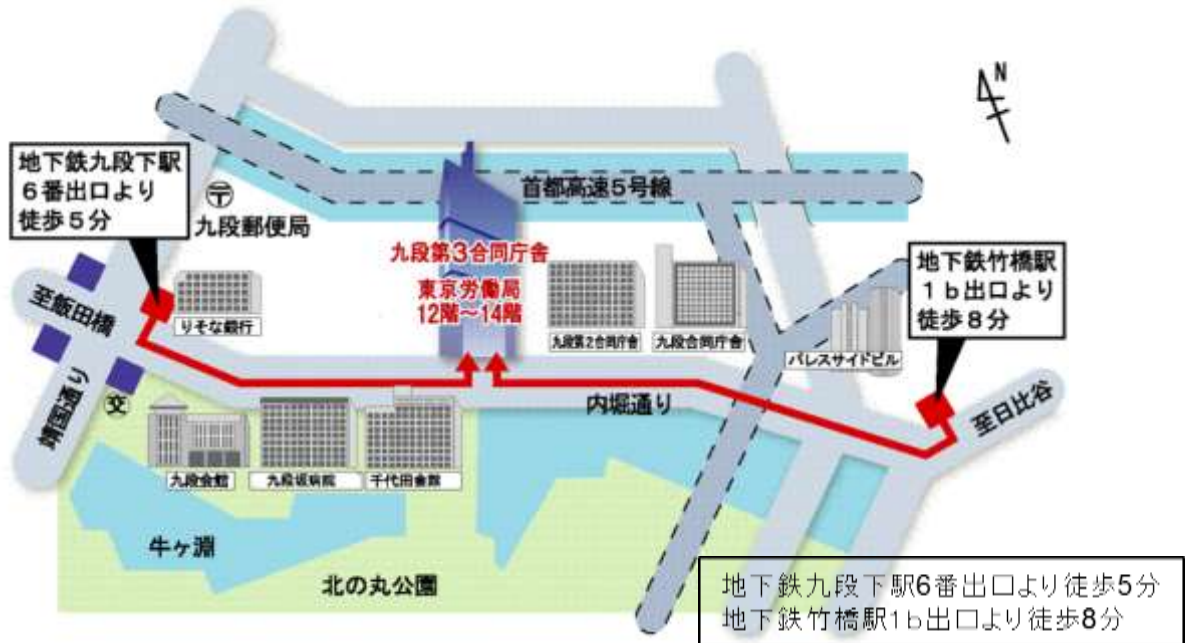 N
地下鉄九段下駅
6番出口より
徒歩5分
〒
九段郵便局
首都高速5号線
九段第3合同庁舎
東京労働局
12階～14階
地下鉄竹橋駅
1b出口より
徒歩8分
至飯田橋
りそな銀行
九段第2合同庁舎
九段合同庁舎
パレスサイドビル
靖国通り
交
内堀通り
至日比谷
九段会館
九段坂病院
千代田会館
牛ヶ淵
北の丸公園
地下鉄九段下駅6番出口より徒歩5分
地下鉄竹橋駅1b出口より徒歩8分